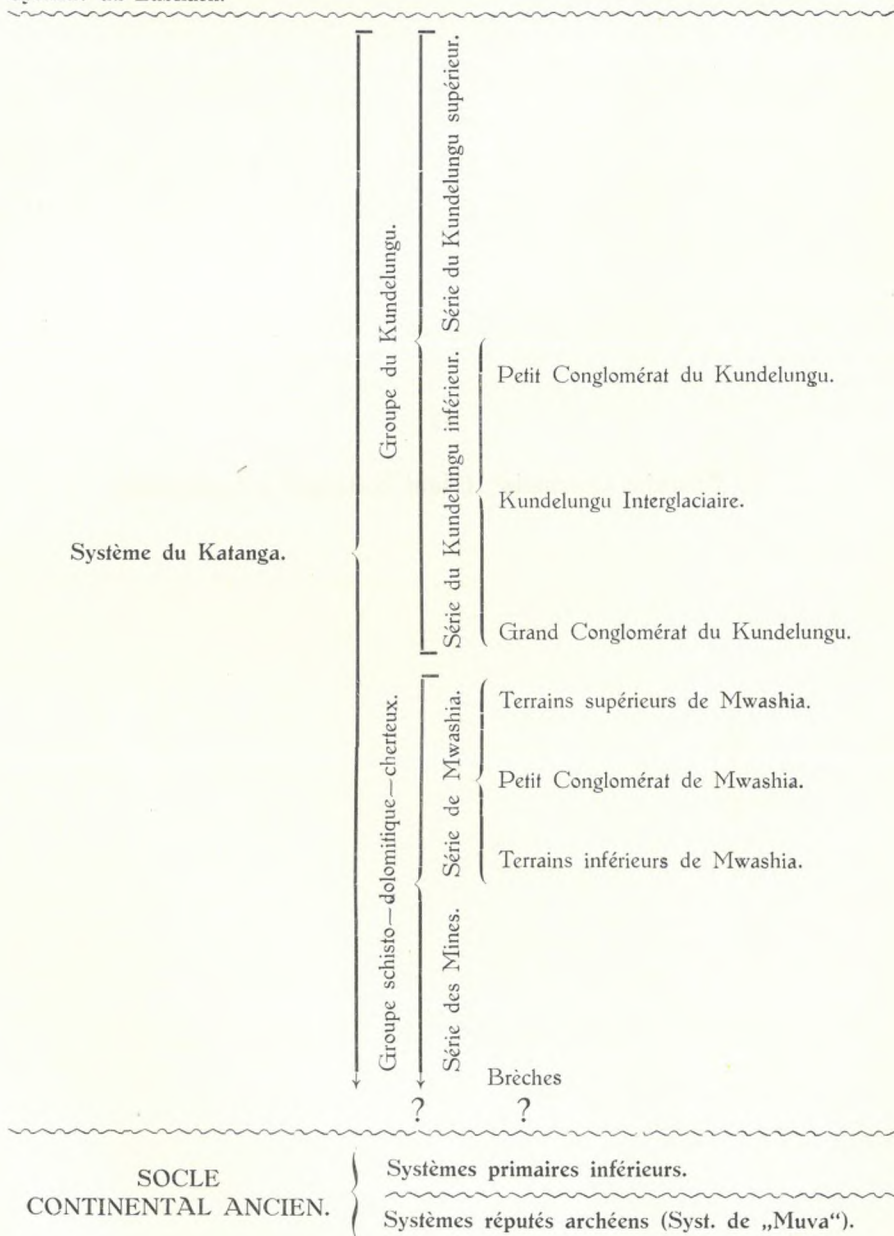 Système du Katanga.
Groupe du Kundelungu.
Série du Kundelungu supérieur.
Série du Kundelungu inférieur.
Petit Conglomérat du Kundelungu.
Kundelungu Interglaciaire.
Grand Conglomérat du Kundelungu.
Groupe schisto—dolomitique—cherteux.
Série de Mwashia.
Terrains supérieurs de Mwashia.
Petit Conglomérat de Mwashia.
Terrains inférieurs de Mwashia.
Série des Mines.
Brèches
? ?
SOCLE
CONTINENTAL ANCIEN.
Systèmes primaires inférieurs.
Systèmes réputés archéens (Syst. de „Muva“).